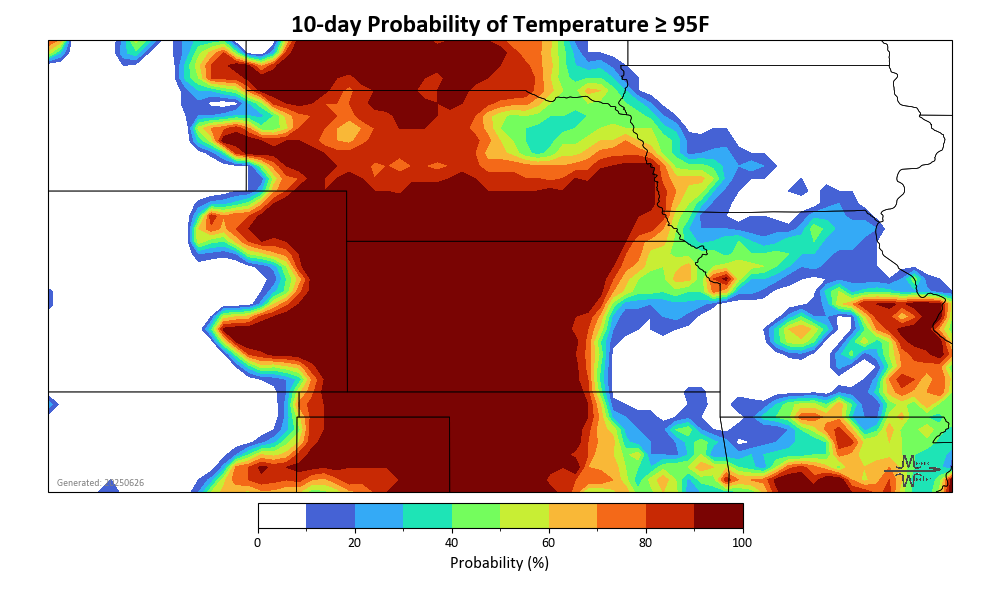 10-day Probability of Temperature ≥ 95F
Generated: 20250626
0 20 40 60 80 100
Probability (%)